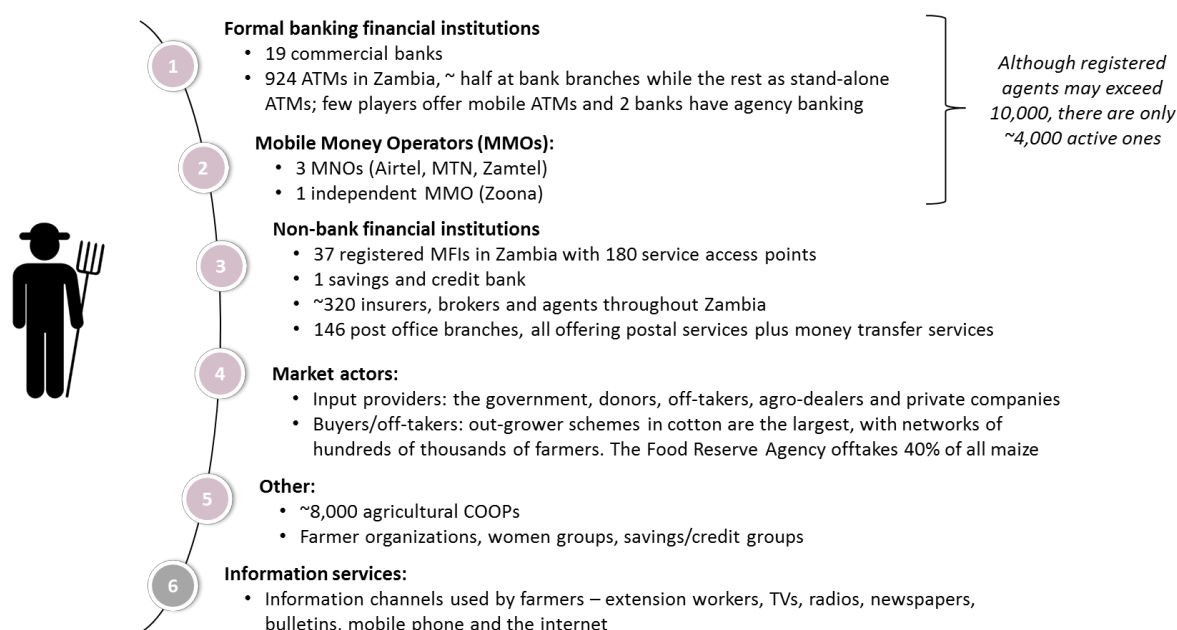 1
Formal banking financial institutions
• 19 commercial banks
• 924 ATMs in Zambia, ~ half at bank branches while the rest as stand-alone
ATMs; few players offer mobile ATMs and 2 banks have agency banking
2
Mobile Money Operators (MMOs):
• 3 MNOs (Airtel, MTN, Zamtel)
• 1 independent MMO (Zoona)
Although registered
agents may exceed
10,000, there are only
~4,000 active ones
3
Non-bank financial institutions
• 37 registered MFIs in Zambia with 180 service access points
• 1 savings and credit bank
• ~320 insurers, brokers and agents throughout Zambia
• 146 post office branches, all offering postal services plus money transfer services
4
Market actors:
• Input providers: the government, donors, off-takers, agro-dealers and private companies
• Buyers/off-takers: out-grower schemes in cotton are the largest, with networks of
hundreds of thousands of farmers. The Food Reserve Agency offtakes 40% of all maize
5
Other:
• ~8,000 agricultural COOPs
• Farmer organizations, women groups, savings/credit groups
6
Information services:
• Information channels used by farmers – extension workers, TVs, radios, newspapers,
bulletins, mobile phone and the internet